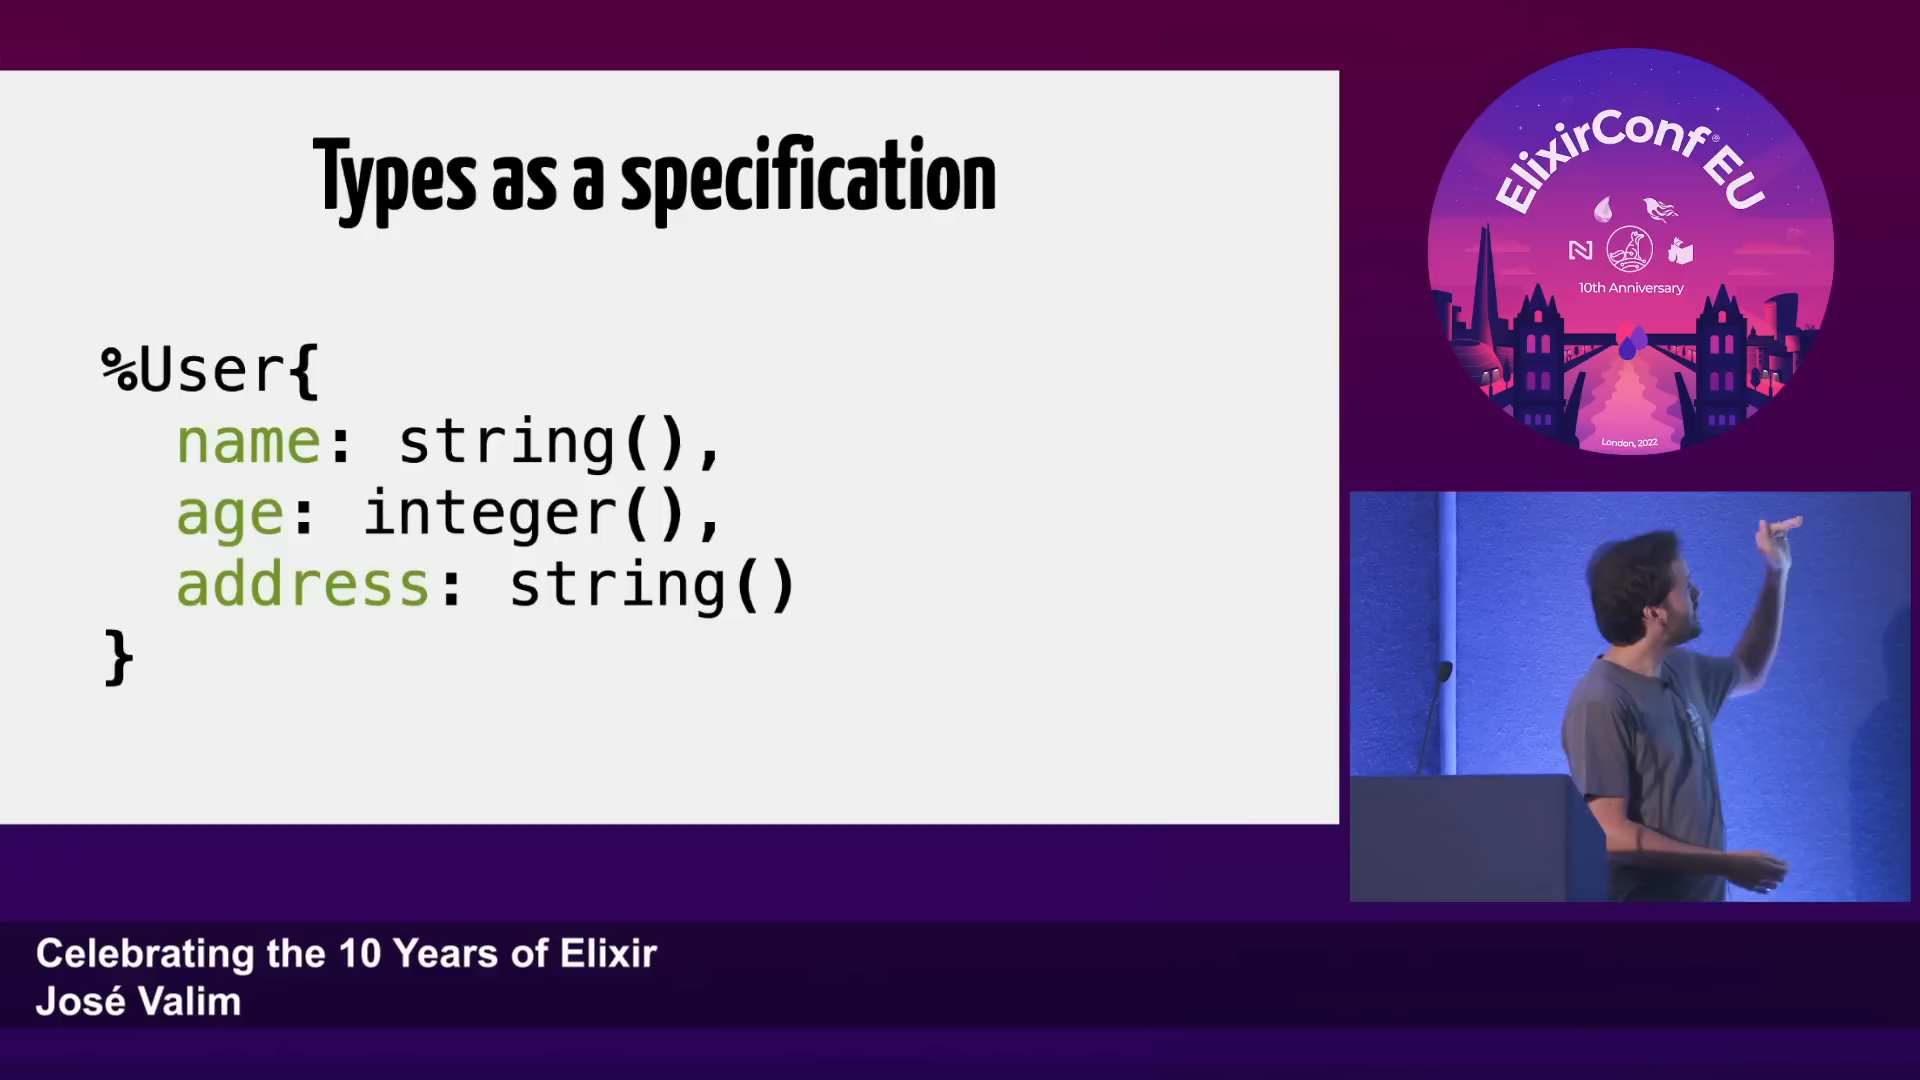 Types as a specification
%User{
  name: string(),
  age: integer(),
  address: string()
}
ElixirConf® EU
10th Anniversary
London, 2022
Celebrating the 10 Years of Elixir
José Valim